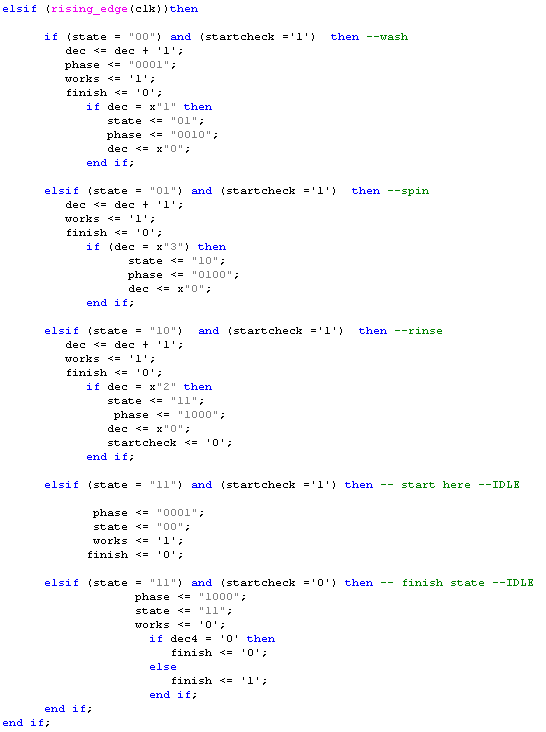 elsif (rising_edge(clk))then
if (state = "00") and (startcheck ='1')  then --wash
dec <= dec + '1';
phase <= "0001";
works <= '1';
finish <= '0';
if dec = x"1" then
state <= "01";
phase <= "0010";
dec <= x"0";
end if;
elsif (state = "01") and (startcheck ='1')  then --spin
dec <= dec + '1';
works <= '1';
finish <= '0';
if (dec = x"3") then
state <= "10";
phase <= "0100";
dec <= x"0";
end if;
elsif (state = "10")  and (startcheck ='1')  then --rinse
dec <= dec + '1';
works <= '1';
finish <= '0';
if dec = x"2" then
state <= "11";
phase <= "1000";
dec <= x"0";
startcheck <= '0';
end if;
elsif (state = "11") and (startcheck ='1') then -- start here --IDLE
phase <= "0001";
state <= "00";
works <= '1';
finish <= '0';
elsif (state = "11") and (startcheck ='0') then -- finish state --IDLE
phase <= "1000";
state <= "11";
works <= '0';
if dec4 = '0' then
finish <= '0';
else
finish <= '1';
end if;
end if;
end if;